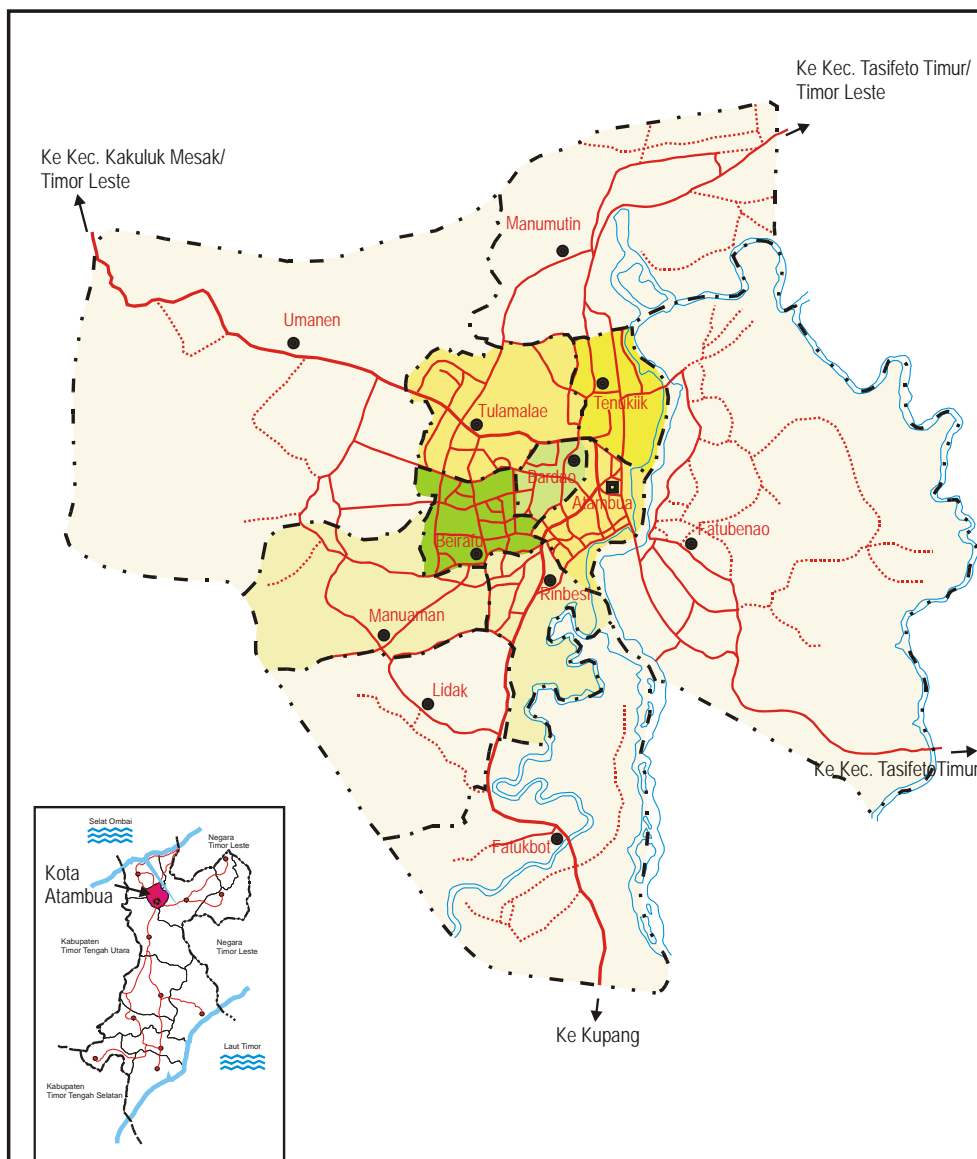 Ke Kec. Tasifeto Timur/
Timor Leste
Ke Kec. Kakuluk Mesak/
Timor Leste
Manumutin
Umanen
Tenukiik
Tulamalae
Bardao
Atambua
Fatubenao
Beirafu
Rinbesi
Manuaman
Lidak
Ke Kec. TasifetoTimur
Fatukbot
Ke Kupang
Selat Ombai
Negara
Timor Leste
Kota
Atambua
Kabupaten
Timor Tengah Utara
Negara
Timor Leste
Laut Timor
Kabupaten
Timor Tengah Selatan